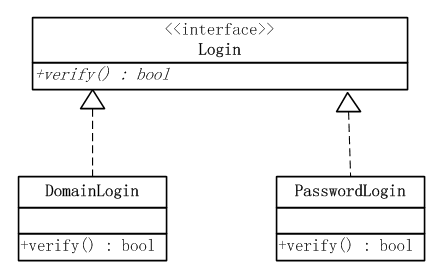 <<interface>>
Login
+verify() : bool
DomainLogin
+verify() : bool
PasswordLogin
+verify() : bool